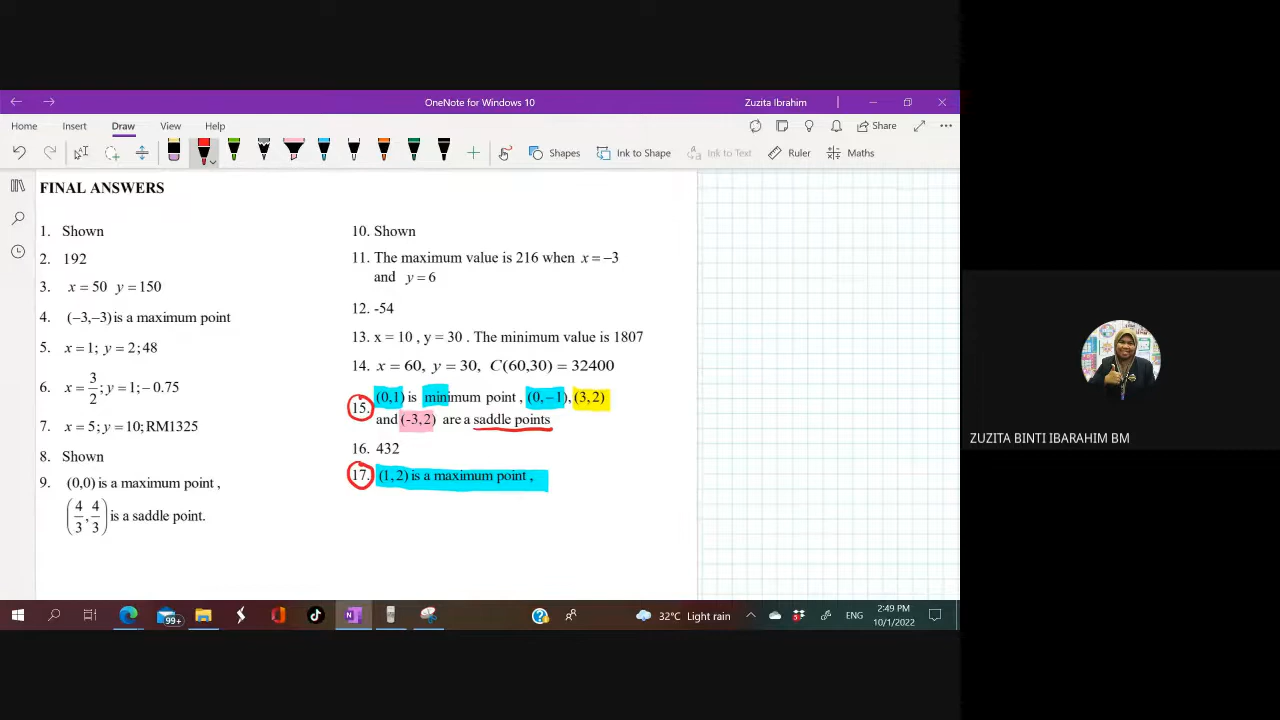 OneNote for Windows 10
Zuzita Ibrahim
Home Insert Draw View Help
Share
Shapes Ink to Shape Ink to Text Ruler Maths
FINAL ANSWERS
1. Shown
2. 192
3. x = 50 y = 150
4. (−3,−3) is a maximum point
5. x = 1; y = 2; 48
6. x = 3/2; y = 1; − 0.75
7. x = 5; y = 10; RM1325
8. Shown
9. (0,0) is a maximum point ,
(4/3, 4/3) is a saddle point.
10. Shown
11. The maximum value is 216 when x = −3
and y = 6
12. -54
13. x = 10 , y = 30 . The minimum value is 1807
14. x = 60, y = 30, C(60,30) = 32400
15. (0,1) is minimum point , (0,−1), (3,2)
and (-3,2) are a saddle points
16. 432
17. (1,2) is a maximum point ,
ZUZITA BINTI IBARAHIM BM
99+
32°C Light rain
ENG
2:49 PM
10/1/2022